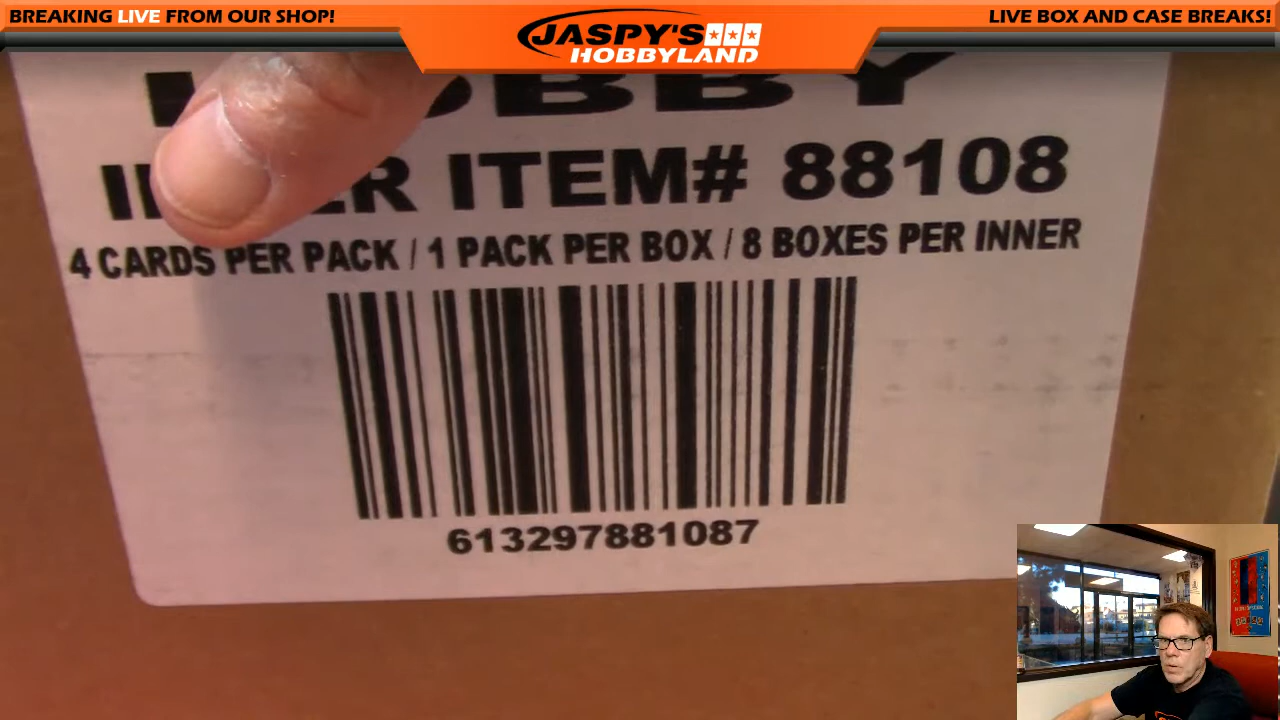 BREAKING LIVE FROM OUR SHOP!
JASPY'S
HOBBYLAND
LIVE BOX AND CASE BREAKS!
ITEM# 88108
4 CARDS PER PACK / 1 PACK PER BOX / 8 BOXES PER INNER
613297881087